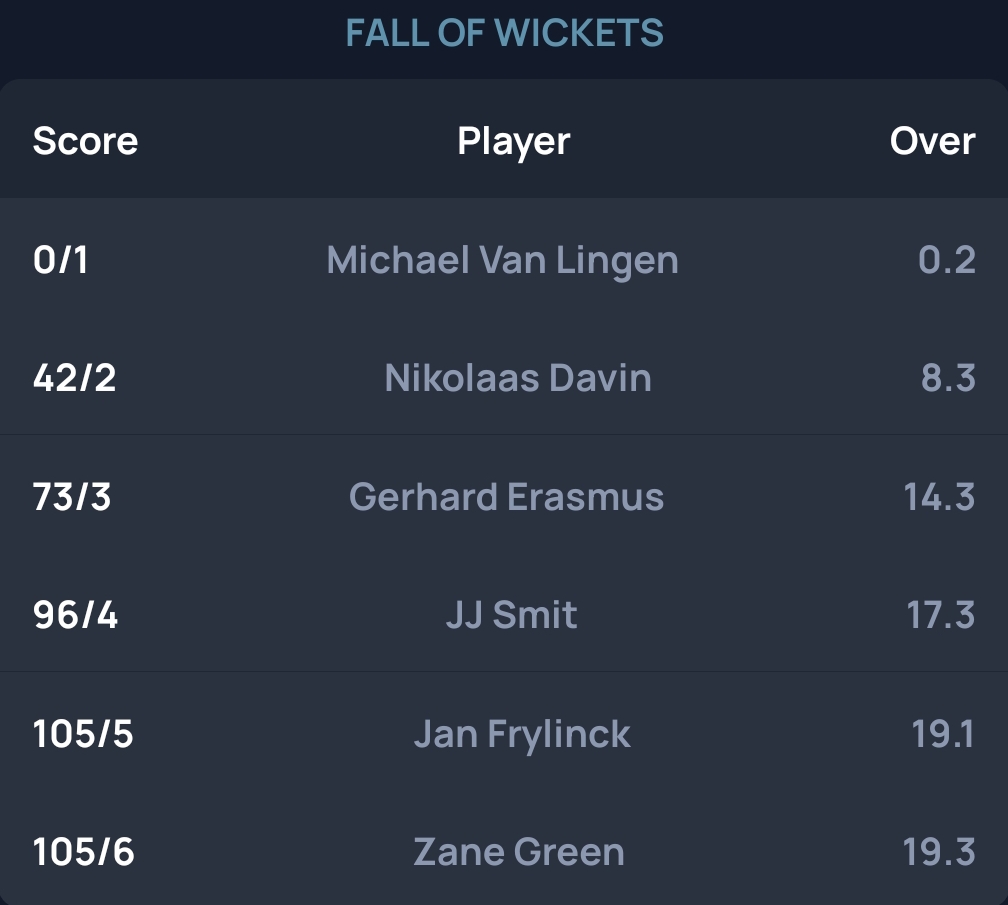 FALL OF WICKETS
Score Player Over
0/1 Michael Van Lingen 0.2
42/2 Nikolaas Davin 8.3
73/3 Gerhard Erasmus 14.3
96/4 JJ Smit 17.3
105/5 Jan Frylinck 19.1
105/6 Zane Green 19.3